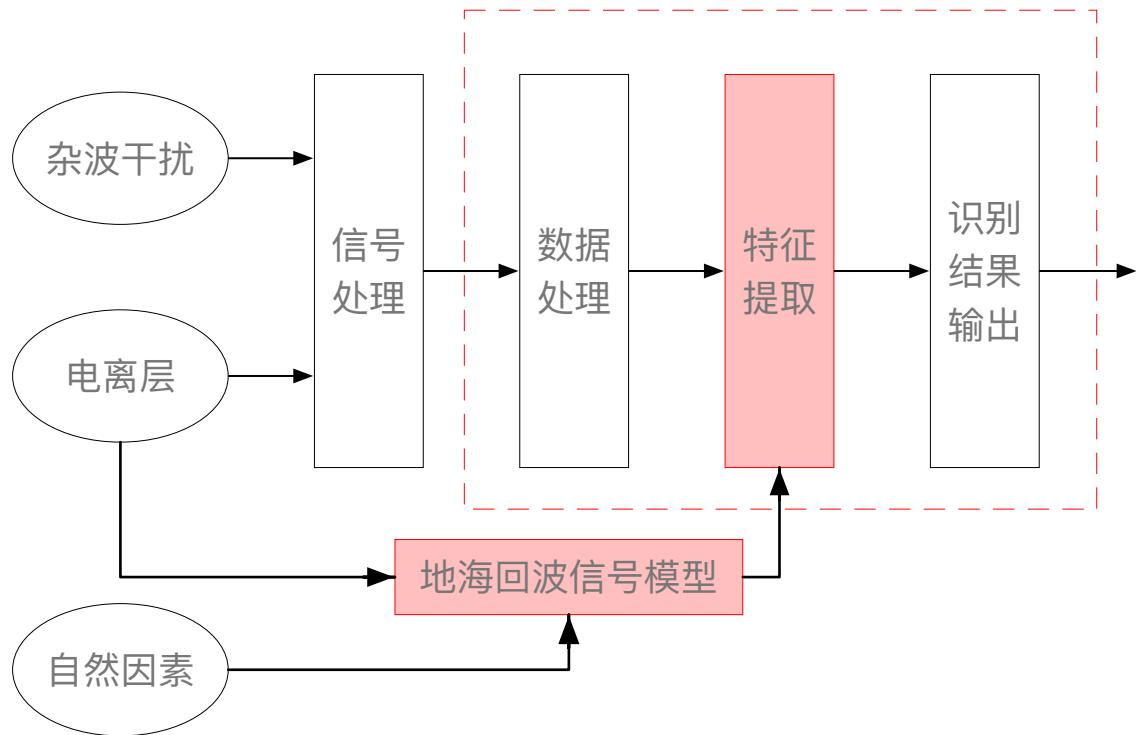 杂波干扰
信号
处理
数据
处理
特征
提取
识别
结果
输出
电离层
地海回波信号模型
自然因素